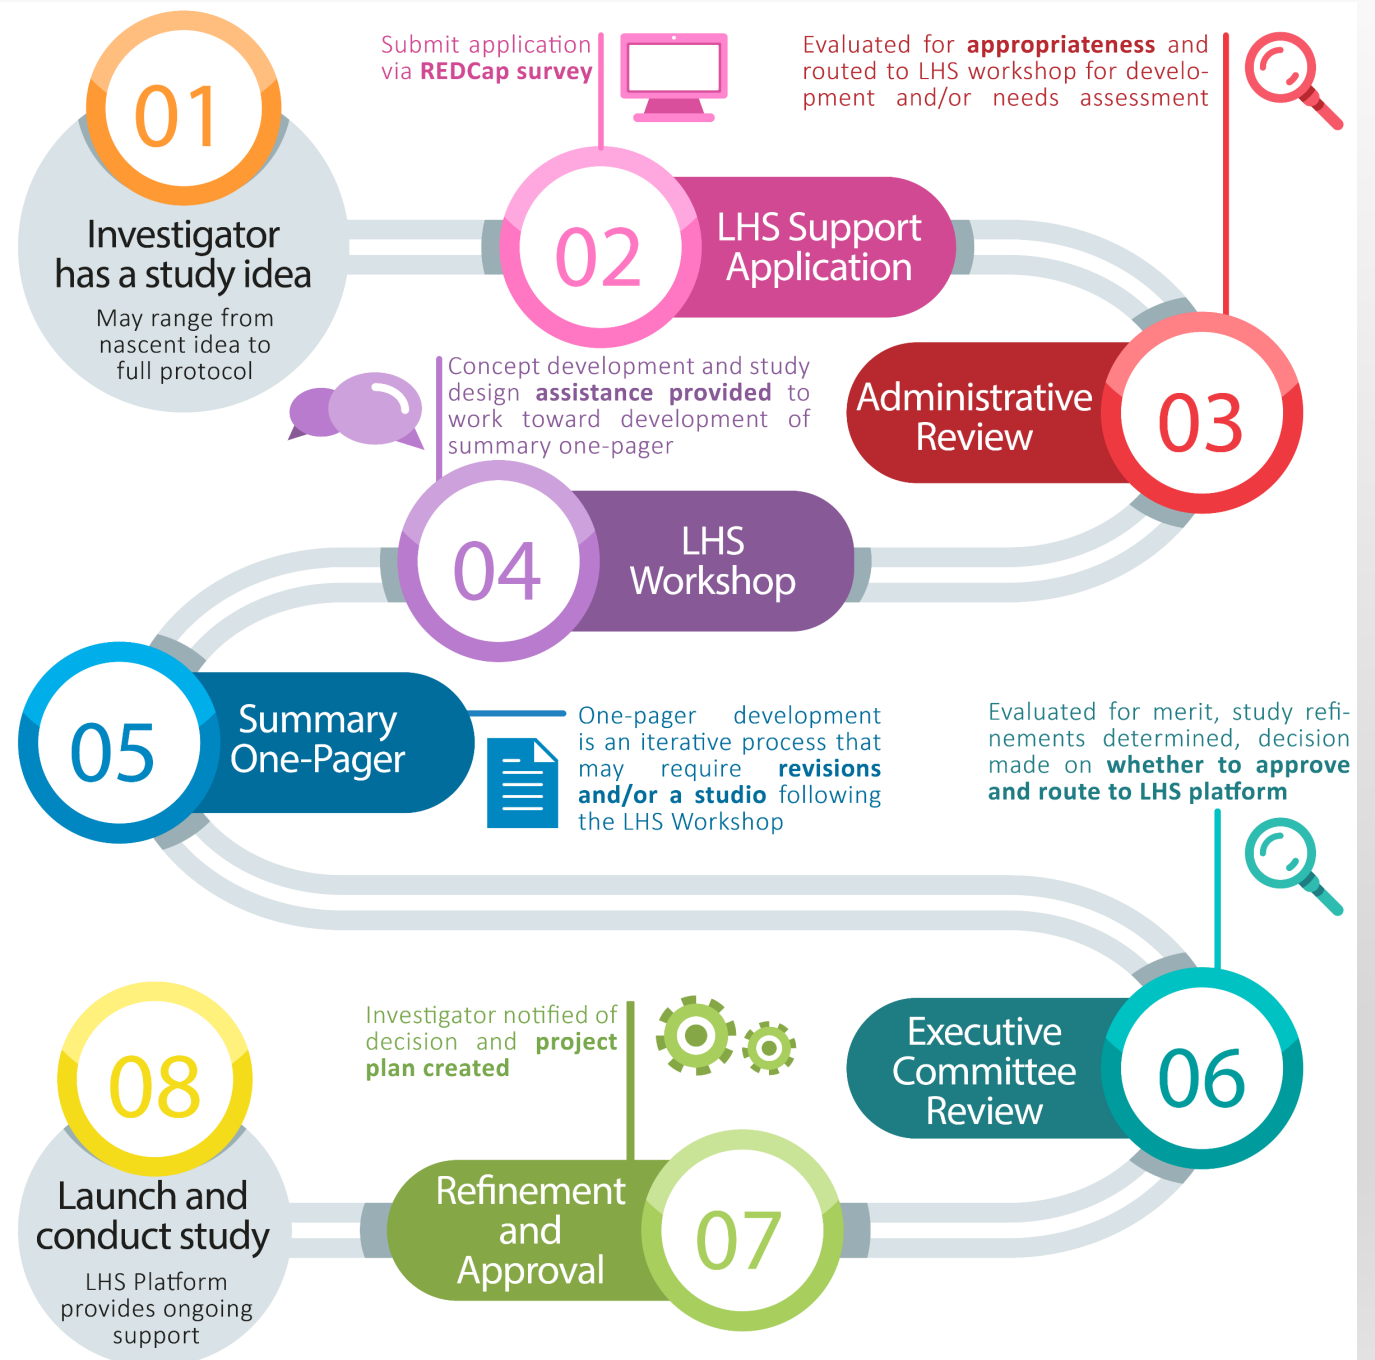 01
Investigator
has a study idea
May range from
nascent idea to
full protocol
Submit application
via REDCap survey
02
LHS Support
Application
Evaluated for appropriateness and
routed to LHS workshop for develo-
pment and/or needs assessment
Administrative
Review
03
Concept development and study
design assistance provided to
work toward development of
summary one-pager
04
LHS
Workshop
05
Summary
One-Pager
One-pager development
is an iterative process that
may require revisions
and/or a studio following
the LHS Workshop
Evaluated for merit, study refi-
nements determined, decision
made on whether to approve
and route to LHS platform
Executive
Committee
Review
06
Investigator notified of
decision and project
plan created
Refinement
and
Approval
07
08
Launch and
conduct study
LHS Platform
provides ongoing
support